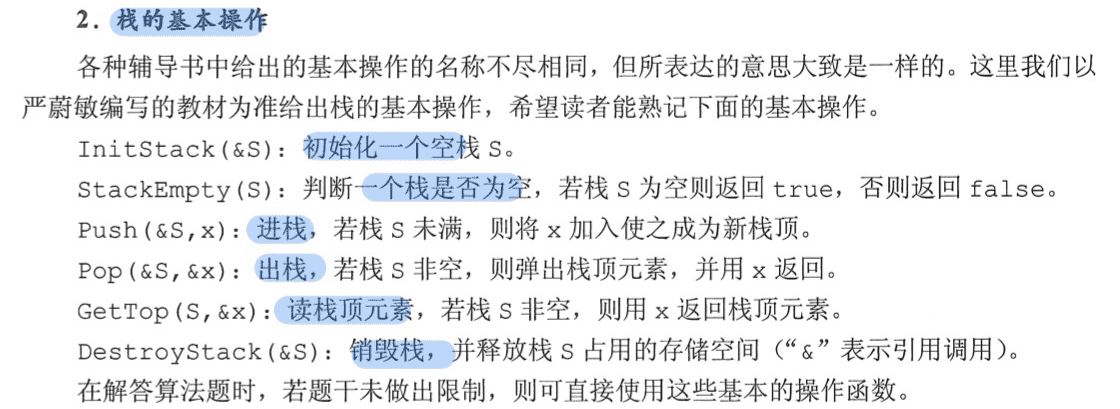 2. 栈的基本操作
各种辅导书中给出的基本操作的名称不尽相同，但所表达的意思大致是一样的。这里我们以
严蔚敏编写的教材为准给出栈的基本操作，希望读者能熟记下面的基本操作。
InitStack(&S)：初始化一个空栈 S。
StackEmpty(S)：判断一个栈是否为空，若栈 S 为空则返回 true，否则返回 false。
Push(&S,x)：进栈，若栈 S 未满，则将 x 加入使之成为新栈顶。
Pop(&S,&x)：出栈，若栈 S 非空，则弹出栈顶元素，并用 x 返回。
GetTop(S,&x)：读栈顶元素，若栈 S 非空，则用 x 返回栈顶元素。
DestroyStack(&S)：销毁栈，并释放栈 S 占用的存储空间（“&”表示引用调用）。
在解答算法题时，若题干未做出限制，则可直接使用这些基本的操作函数。